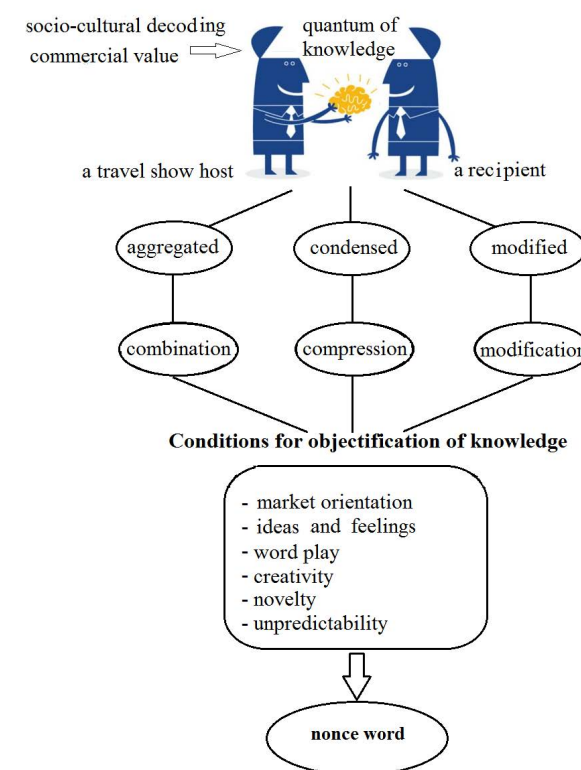 socio-cultural decoding
commercial value
quantum of
knowledge
a travel show host
a recipient
aggregated
condensed
modified
combination
compression
modification
Conditions for objectification of knowledge
- market orientation
- ideas and feelings
- word play
- creativity
- novelty
- unpredictability
nonce word